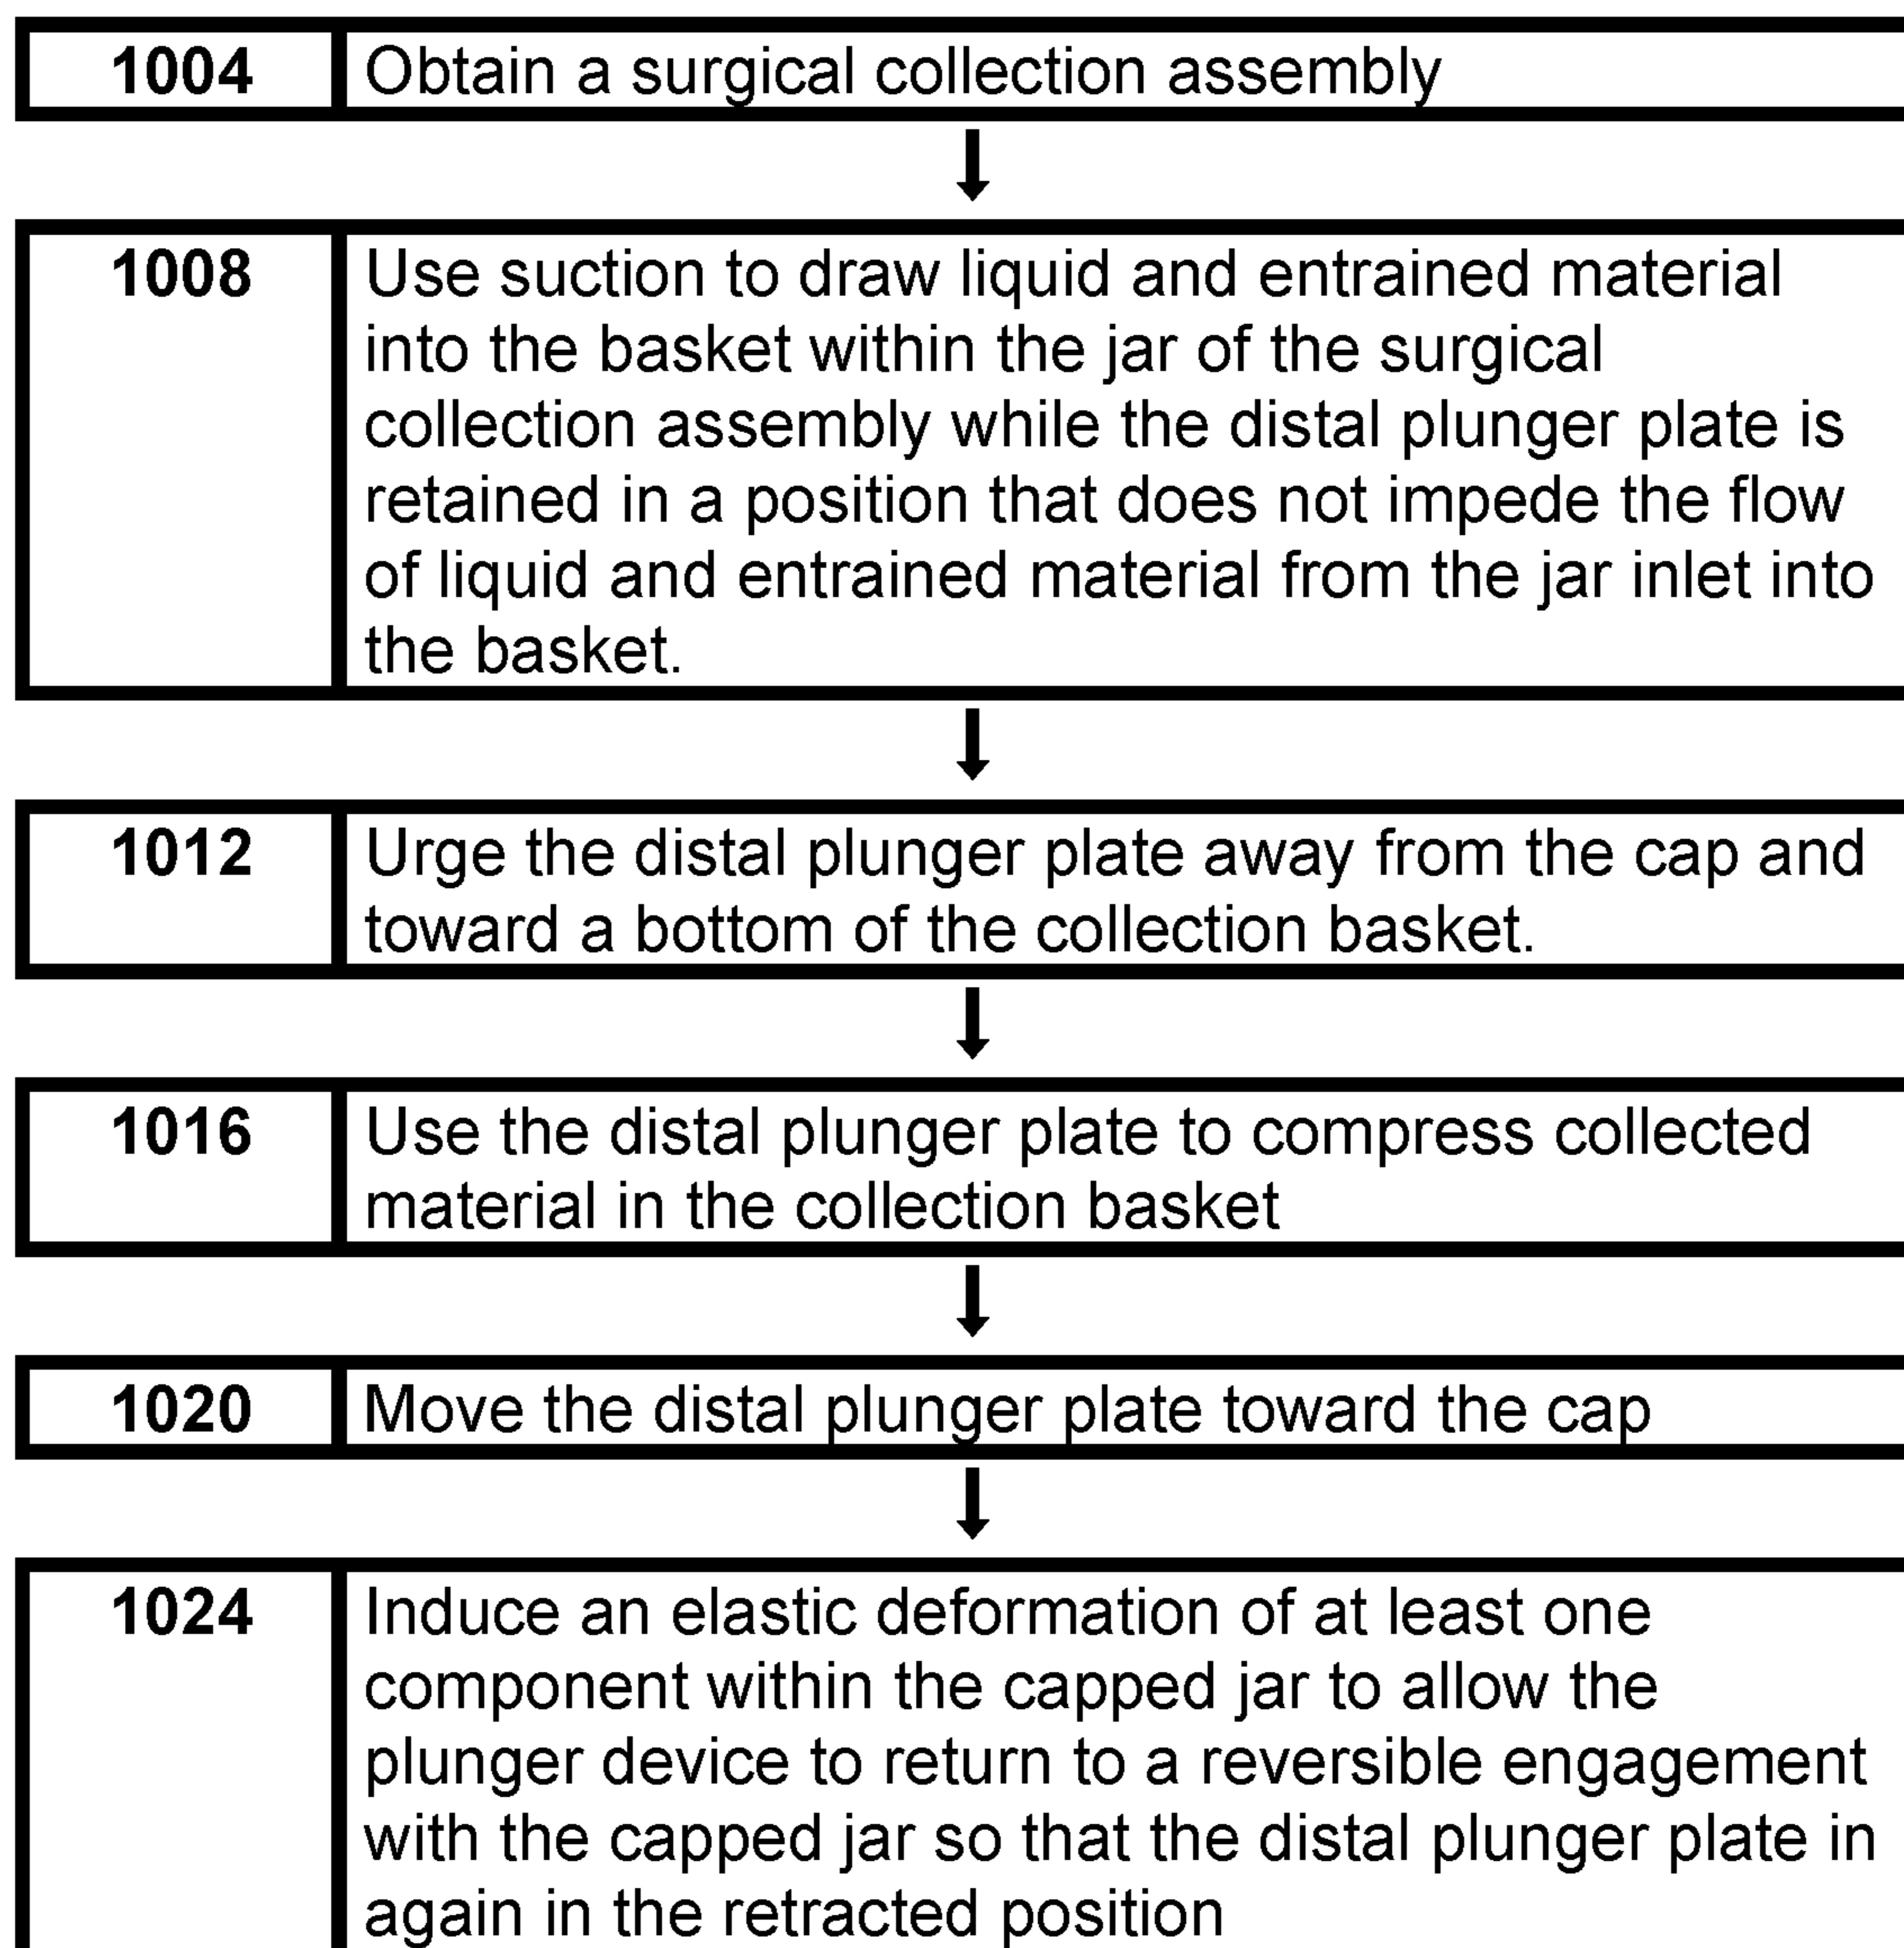 1004 Obtain a surgical collection assembly
1008 Use suction to draw liquid and entrained material
into the basket within the jar of the surgical
collection assembly while the distal plunger plate is
retained in a position that does not impede the flow
of liquid and entrained material from the jar inlet into
the basket.
1012 Urge the distal plunger plate away from the cap and
toward a bottom of the collection basket.
1016 Use the distal plunger plate to compress collected
material in the collection basket
1020 Move the distal plunger plate toward the cap
1024 Induce an elastic deformation of at least one
component within the capped jar to allow the
plunger device to return to a reversible engagement
with the capped jar so that the distal plunger plate in
again in the retracted position